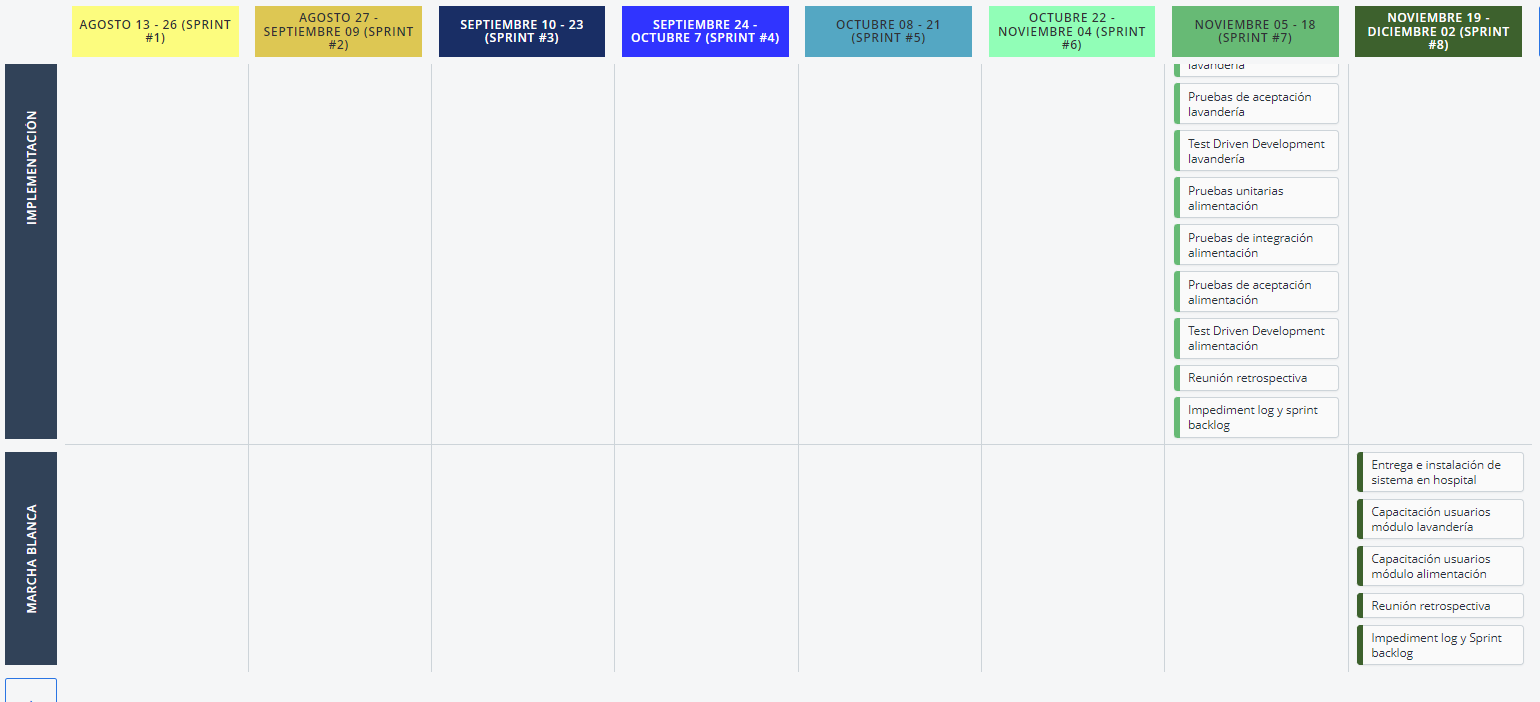 AGOSTO 13 - 26 (SPRINT
#1)
AGOSTO 27 -
SEPTIEMBRE 09 (SPRINT
#2)
SEPTIEMBRE 10 - 23
(SPRINT #3)
SEPTIEMBRE 24 -
OCTUBRE 7 (SPRINT #4)
OCTUBRE 08 - 21
(SPRINT #5)
OCTUBRE 22 -
NOVIEMBRE 04 (SPRINT
#6)
NOVIEMBRE 05 - 18
(SPRINT #7)
NOVIEMBRE 19 -
DICIEMBRE 02 (SPRINT
#8)
IMPLEMENTACIÓN
lavandería
Pruebas de aceptación
lavandería
Test Driven Development
lavandería
Pruebas unitarias
alimentación
Pruebas de integración
alimentación
Pruebas de aceptación
alimentación
Test Driven Development
alimentación
Reunión retrospectiva
Impediment log y sprint
backlog
MARCHA BLANCA
Entrega e instalación de
sistema en hospital
Capacitación usuarios
módulo lavandería
Capacitación usuarios
módulo alimentación
Reunión retrospectiva
Impediment log y Sprint
backlog